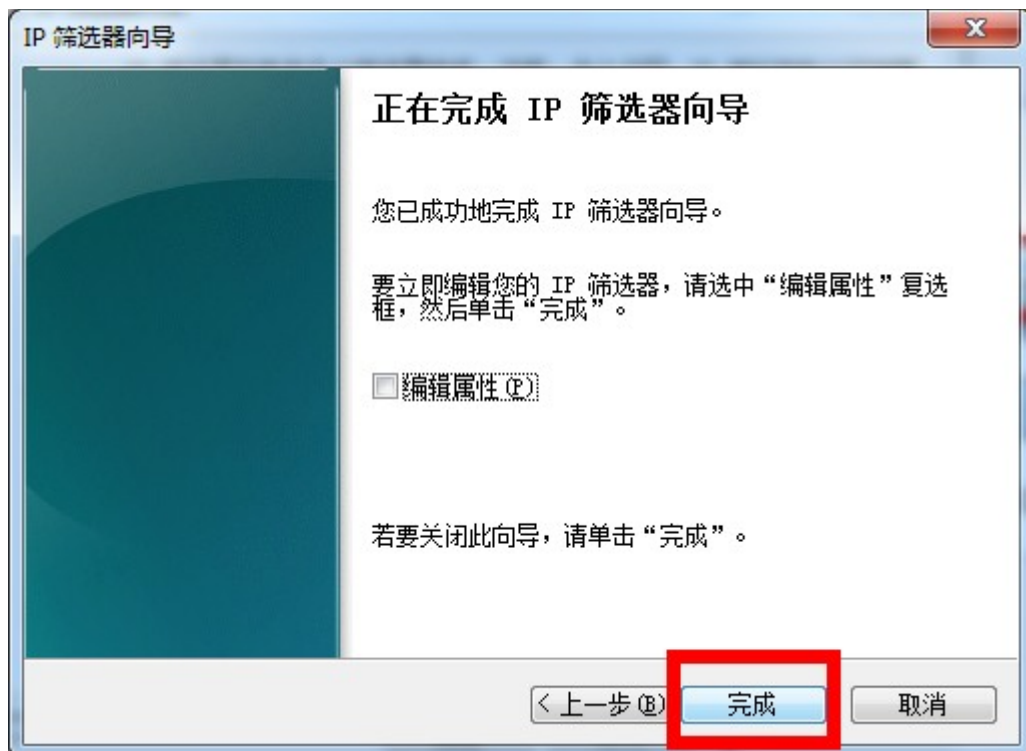 IP 筛选器向导
正在完成 IP 筛选器向导
您已成功地完成 IP 筛选器向导。
要立即编辑您的 IP 筛选器，请选中“编辑属性”复选
框，然后单击“完成”。
编辑属性(P)
若要关闭此向导，请单击“完成”。
< 上一步(B)
完成
取消